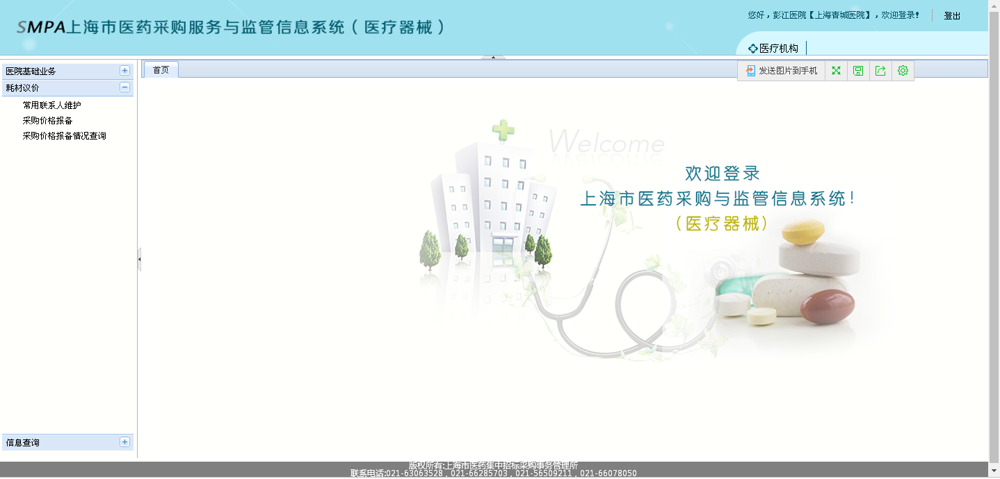 SMPA上海市医药采购服务与监管信息系统（医疗器械）
您好，彭江医院【上海青城医院】，欢迎登录!
登出
医疗机构
医院基础业务
耗材议价
常用联系人维护
采购价格报备
采购价格报备情况查询
信息查询
首页
发送图片到手机
Welcome
欢迎登录
上海市医药采购与监管信息系统！
（医疗器械）
版权所有:上海市医药集中招标采购事务管理所
联系电话:021-63063528，021-66285703，021-56509211，021-66078050